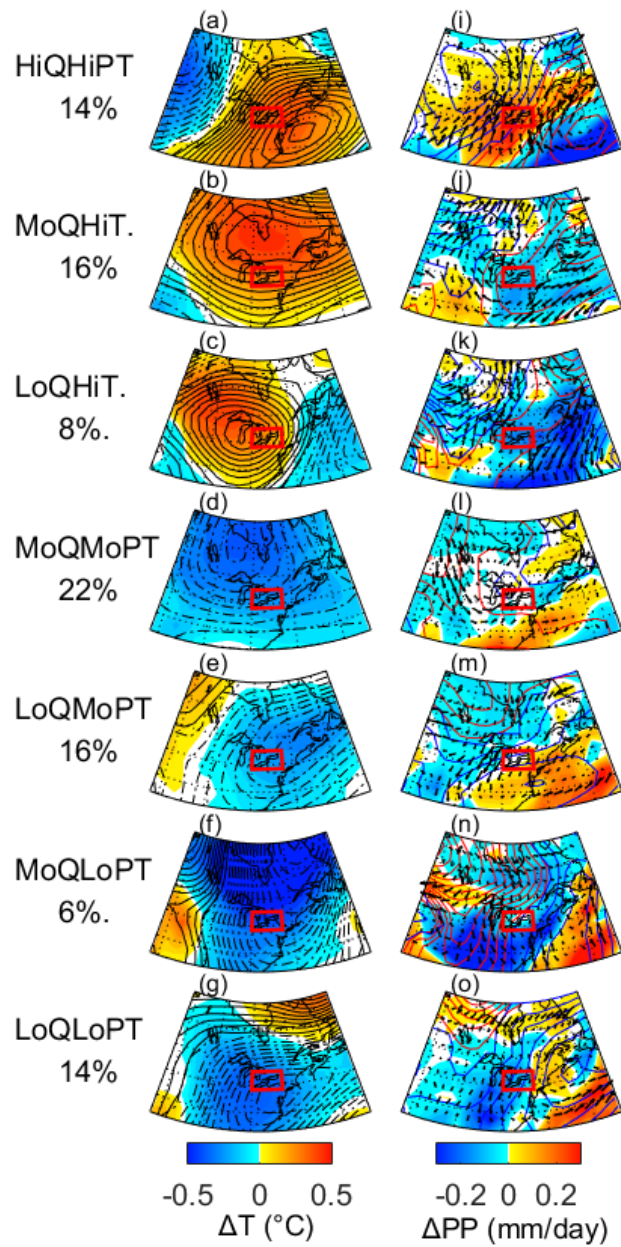 (a) (i)
HiQHiPT
14%
(b) (j)
MoQHiT.
16%
(c) (k)
LoQHiT.
8%.
(d) (l)
MoQMoPT
22%
(e) (m)
LoQMoPT
16%
(f) (n)
MoQLoPT
6%.
(g) (o)
LoQLoPT
14%
-0.5 0 0.5 -0.2 0 0.2
ΔT (°C) ΔPP (mm/day)